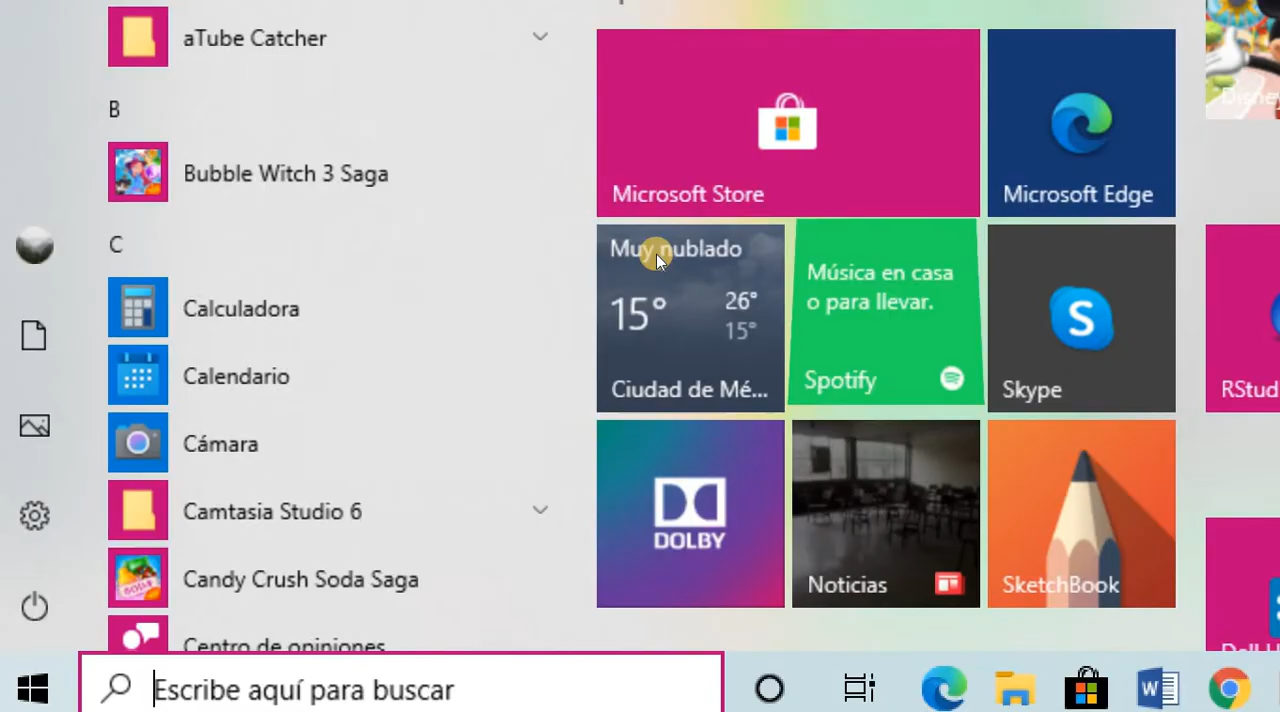 aTube Catcher
B
Bubble Witch 3 Saga
C
Calculadora
Calendario
Cámara
Camtasia Studio 6
Candy Crush Soda Saga
Centro de opiniones
Microsoft Store
Microsoft Edge
Muy nublado
15°
26°
15°
Ciudad de Mé...
Música en casa
o para llevar.
Spotify
S
Skype
DOLBY
Noticias
SketchBook
"Disney
RStud
Escribe aquí para buscar
W